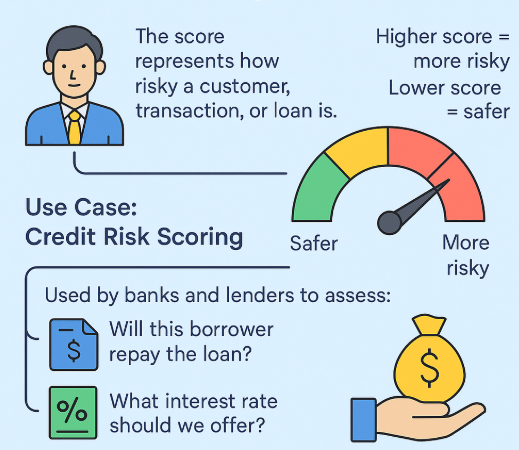 The score
represents how
risky a customer,
transaction, or loan is.
Higher score =
more risky
Lower score
= safer
Use Case:
Credit Risk Scoring
Safer
More
risky
Used by banks and lenders to assess:
$
Will this borrower
repay the loan?
%
What interest rate
should we offer?
$